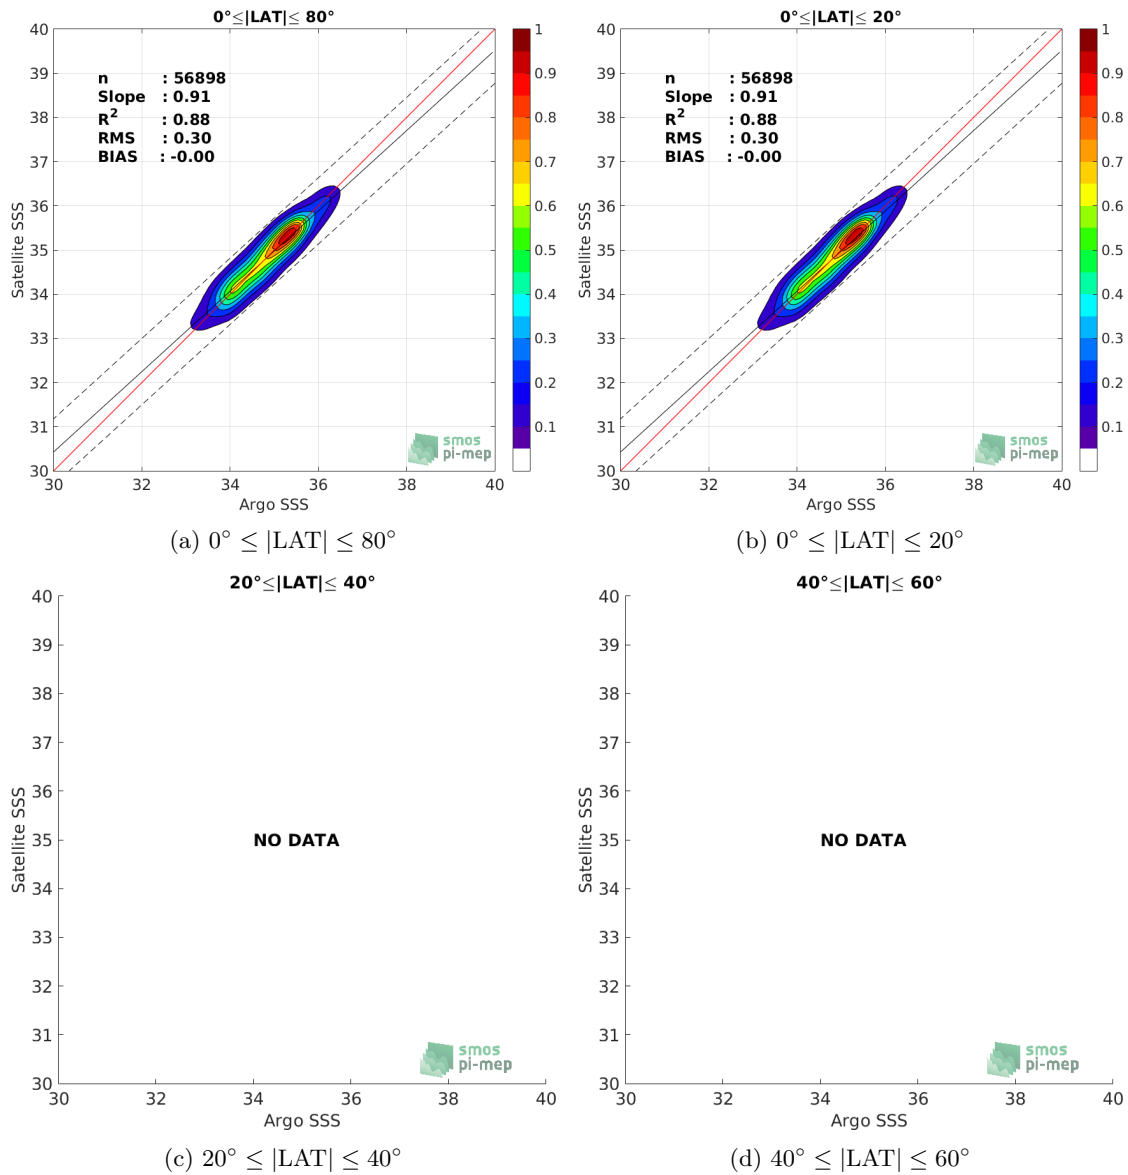 0°≤|LAT|≤ 80°
40
39
38
37
36
35
34
33
32
31
30
Satellite SSS
n : 56898
Slope : 0.91
R² : 0.88
RMS : 0.30
BIAS : -0.00
smos
pi-mep
30 32 34 36 38 40
Argo SSS
1
0.9
0.8
0.7
0.6
0.5
0.4
0.3
0.2
0.1
(a) 0° ≤ |LAT| ≤ 80°
0°≤|LAT|≤ 20°
40
39
38
37
36
35
34
33
32
31
30
Satellite SSS
n : 56898
Slope : 0.91
R² : 0.88
RMS : 0.30
BIAS : -0.00
smos
pi-mep
30 32 34 36 38 40
Argo SSS
1
0.9
0.8
0.7
0.6
0.5
0.4
0.3
0.2
0.1
(b) 0° ≤ |LAT| ≤ 20°
20°≤|LAT|≤ 40°
40
39
38
37
36
35
34
33
32
31
30
Satellite SSS
NO DATA
smos
pi-mep
30 32 34 36 38 40
Argo SSS
(c) 20° ≤ |LAT| ≤ 40°
40°≤|LAT|≤ 60°
40
39
38
37
36
35
34
33
32
31
30
Satellite SSS
NO DATA
smos
pi-mep
30 32 34 36 38 40
Argo SSS
(d) 40° ≤ |LAT| ≤ 60°